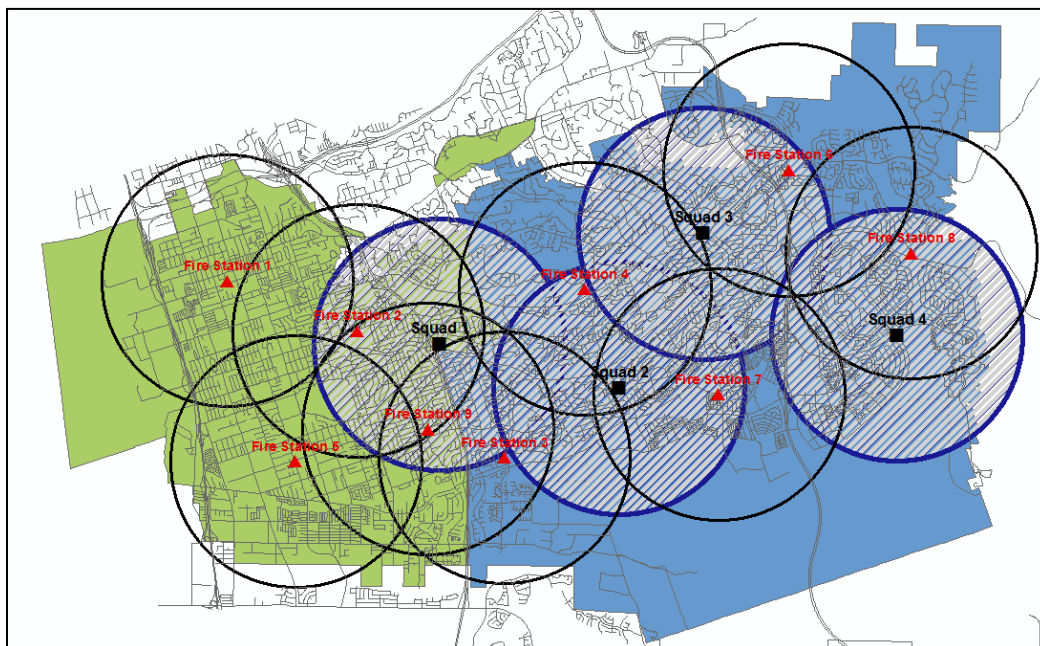 Fire Station 6
Squad 3
Fire Station 8
Fire Station 1
Fire Station 4
Fire Station 2
Squad 4
Squad
Squad 2
Fire Station 7
Fire Station 9
Fire Station 3
Fire Station 5